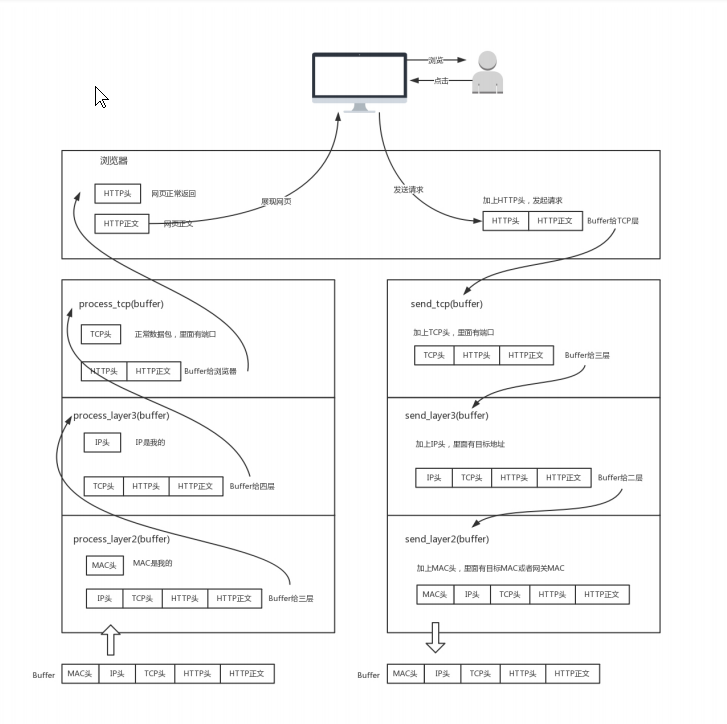 浏览
点击
浏览器
HTTP头
网页正常返回
HTTP正文
网页正文
展现网页
发送请求
加上HTTP头，发起请求
HTTP头 HTTP正文 Buffer给TCP层
process_tcp(buffer)
TCP头 正常数据包，里面有端口
HTTP头 HTTP正文 Buffer给浏览器
process_layer3(buffer)
IP头 IP是我的
TCP头 HTTP头 HTTP正文 Buffer给四层
process_layer2(buffer)
MAC头 MAC是我的
IP头 TCP头 HTTP头 HTTP正文 Buffer给三层
Buffer MAC头 IP头 TCP头 HTTP头 HTTP正文
send_tcp(buffer)
加上TCP头，里面有端口
TCP头 HTTP头 HTTP正文 Buffer给三层
send_layer3(buffer)
加上IP头，里面有目标地址
IP头 TCP头 HTTP头 HTTP正文 Buffer给二层
send_layer2(buffer)
加上MAC头，里面有目标MAC或者网关MAC
MAC头 IP头 TCP头 HTTP头 HTTP正文
Buffer MAC头 IP头 TCP头 HTTP头 HTTP正文